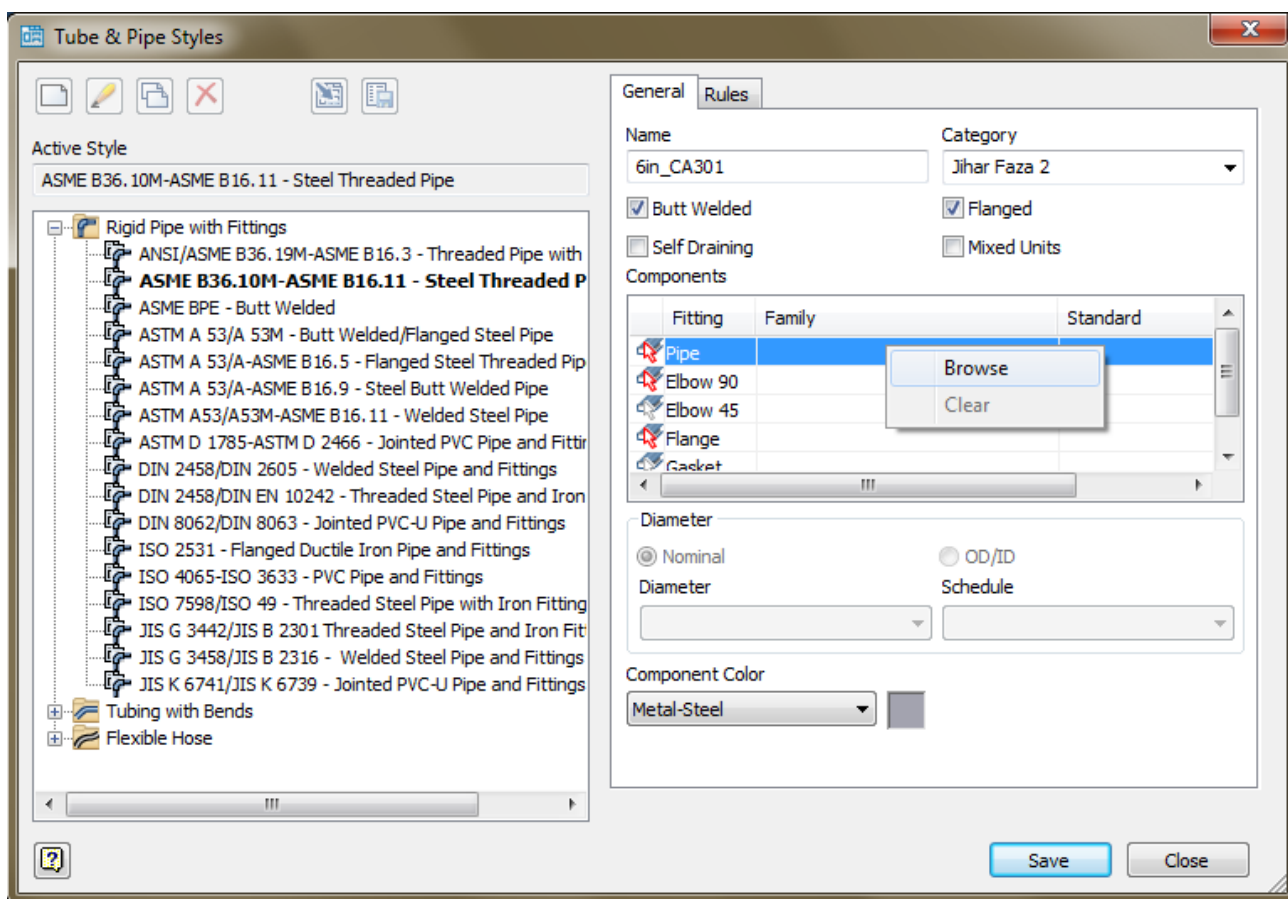 Tube & Pipe Styles
Active Style
ASME B36.10M-ASME B16.11 - Steel Threaded Pipe
Rigid Pipe with Fittings
ANSI/ASME B36.19M-ASME B16.3 - Threaded Pipe with
ASME B36.10M-ASME B16.11 - Steel Threaded P
ASME BPE - Butt Welded
ASTM A 53/A 53M - Butt Welded/Flanged Steel Pipe
ASTM A 53/A-ASME B16.5 - Flanged Steel Threaded Pip
ASTM A 53/A-ASME B16.9 - Steel Butt Welded Pipe
ASTM A53/A53M-ASME B16.11 - Welded Steel Pipe
ASTM D 1785-ASTM D 2466 - Jointed PVC Pipe and Fittin
DIN 2458/DIN 2605 - Welded Steel Pipe and Fittings
DIN 2458/DIN EN 10242 - Threaded Steel Pipe and Iron
DIN 8062/DIN 8063 - Jointed PVC-U Pipe and Fittings
ISO 2531 - Flanged Ductile Iron Pipe and Fittings
ISO 4065-ISO 3633 - PVC Pipe and Fittings
ISO 7598/ISO 49 - Threaded Steel Pipe with Iron Fitting
JIS G 3442/JIS B 2301 Threaded Steel Pipe and Iron Fit
JIS G 3458/JIS B 2316 - Welded Steel Pipe and Fittings
JIS K 6741/JIS K 6739 - Jointed PVC-U Pipe and Fittings
Tubing with Bends
Flexible Hose
General Rules
Name Category
6in_CA301 Jihar Faza 2
Butt Welded Flanged
Self Draining Mixed Units
Components
Fitting Family Standard
Pipe
Elbow 90
Elbow 45
Flange
Gasket
Browse
Clear
Diameter
Nominal OD/ID
Diameter Schedule
Component Color
Metal-Steel
Save Close